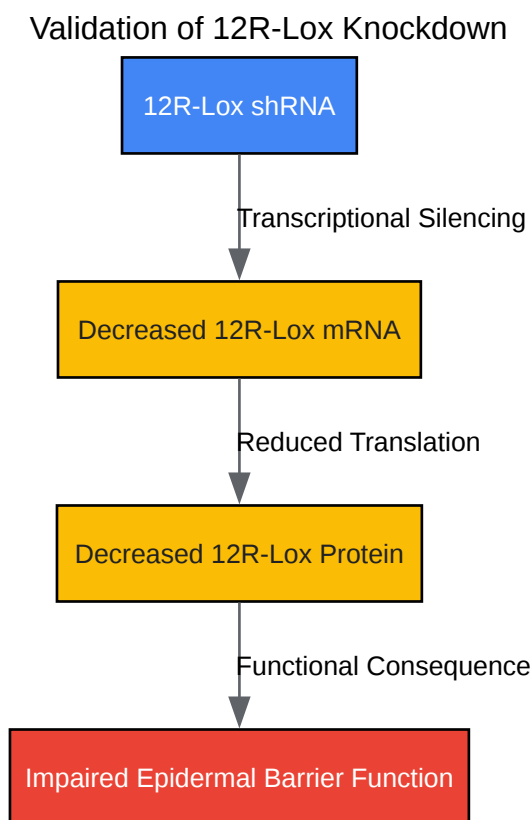 Validation of 12R-Lox Knockdown
12R-Lox shRNA
Transcriptional Silencing
Decreased 12R-Lox mRNA
Reduced Translation
Decreased 12R-Lox Protein
Functional Consequence
Impaired Epidermal Barrier Function